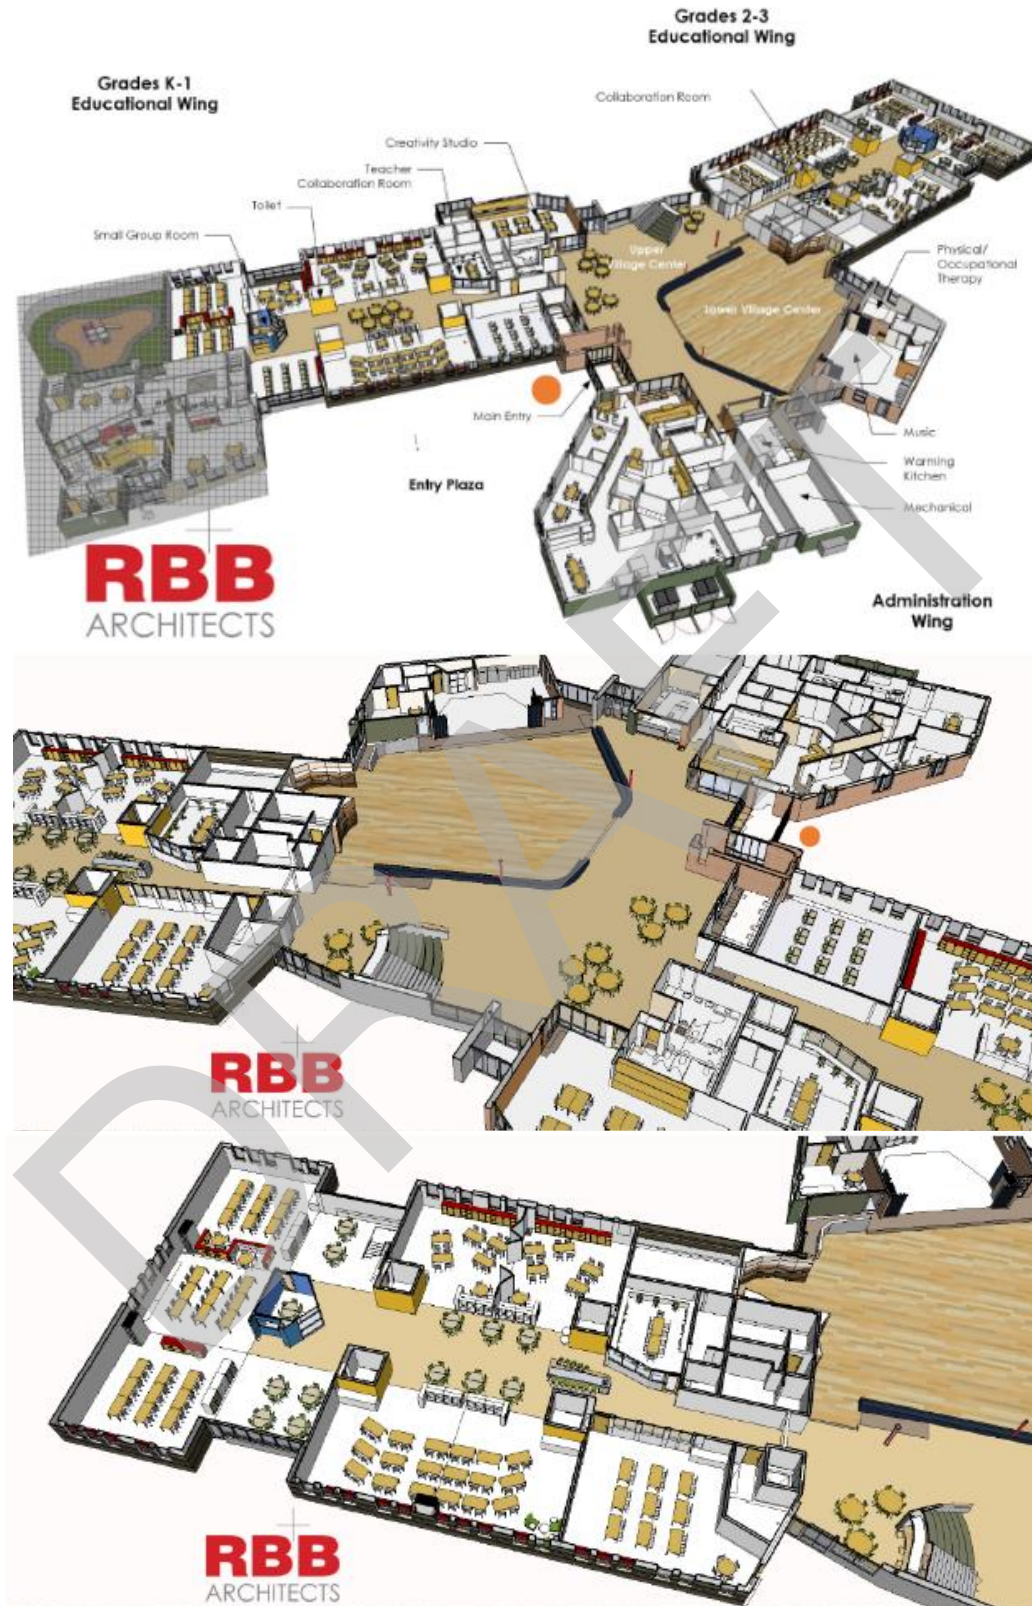 Grades 2-3
Educational Wing
Grades K-1
Educational Wing
Collaboration Room
Creativity Studio
Teacher
Collaboration Room
Toilet
Small Group Room
Upper
Village Center
Physical/
Occupational
Therapy
Lower Village Center
Main Entry
Music
Warming
Kitchen
Entry Plaza
Mechanical
Administration
Wing
RBB
ARCHITECTS
RBB
ARCHITECTS
RBB
ARCHITECTS
DRAFT